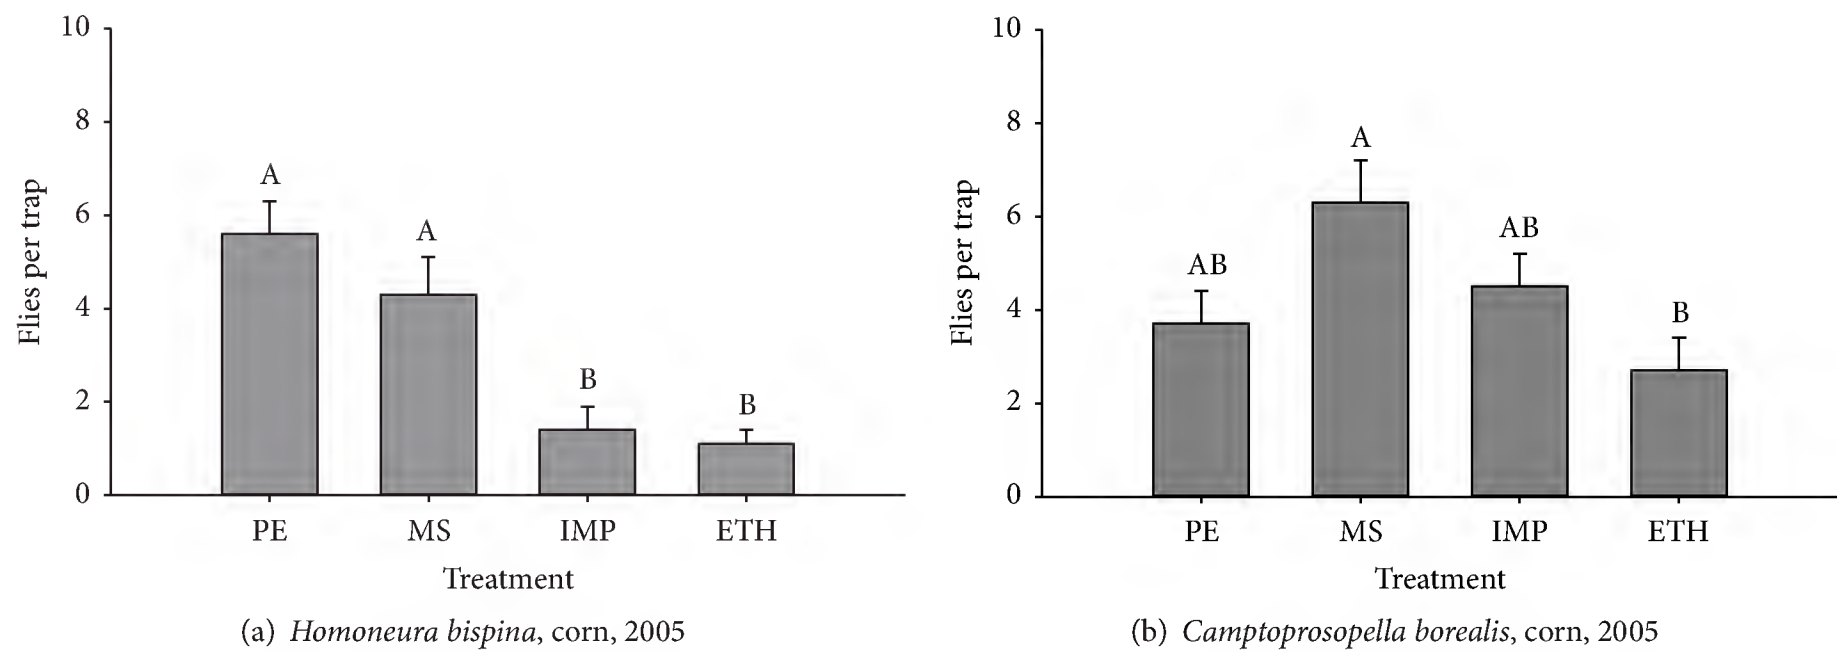 10
8
6
4
2
0
Flies per trap
A
A
B
B
PE MS IMP ETH
Treatment
(a) Homoneura bispina, corn, 2005
10
8
6
4
2
0
Flies per trap
AB
A
AB
B
PE MS IMP ETH
Treatment
(b) Camptoprosopella borealis, corn, 2005